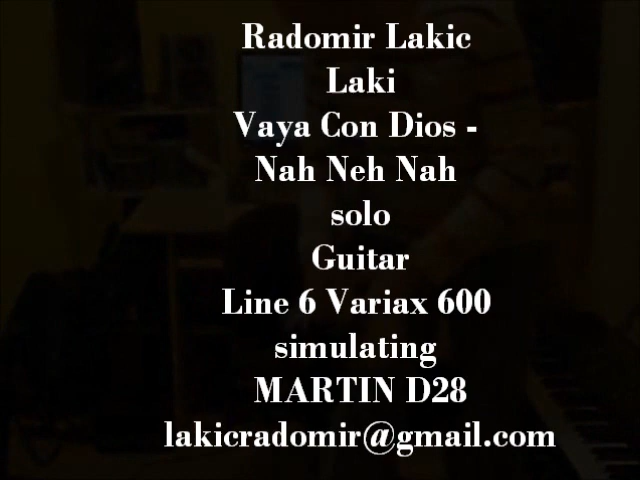 Radomir Lakic
Laki
Vaya Con Dios -
Nah Neh Nah
solo
Guitar
Line 6 Variax 600
simulating
MARTIN D28
lakicradomir@gmail.com